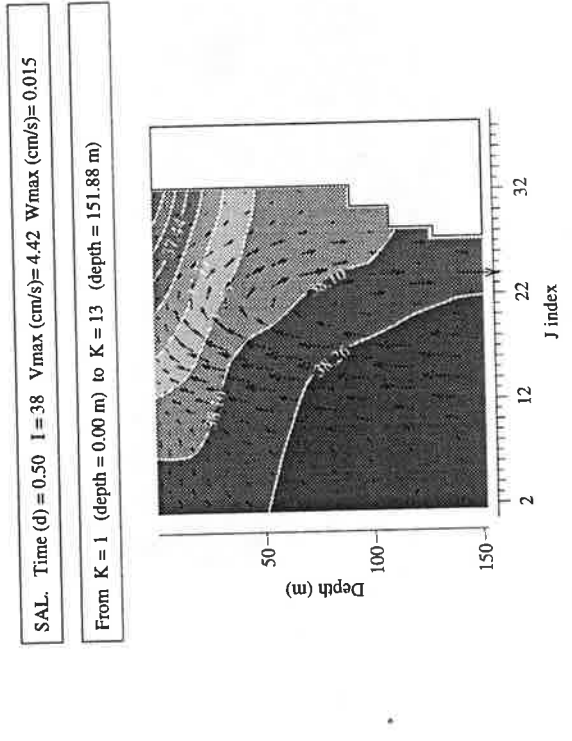 SAL. Time (d) = 0.50 I = 38 Vmax (cm/s)= 4.42 Wmax (cm/s)= 0.015
From K = 1 (depth = 0.00 m) to K = 13 (depth = 151.88 m)
38.10
38.26
50
100
150
Depth (m)
2 12 22 32
J index